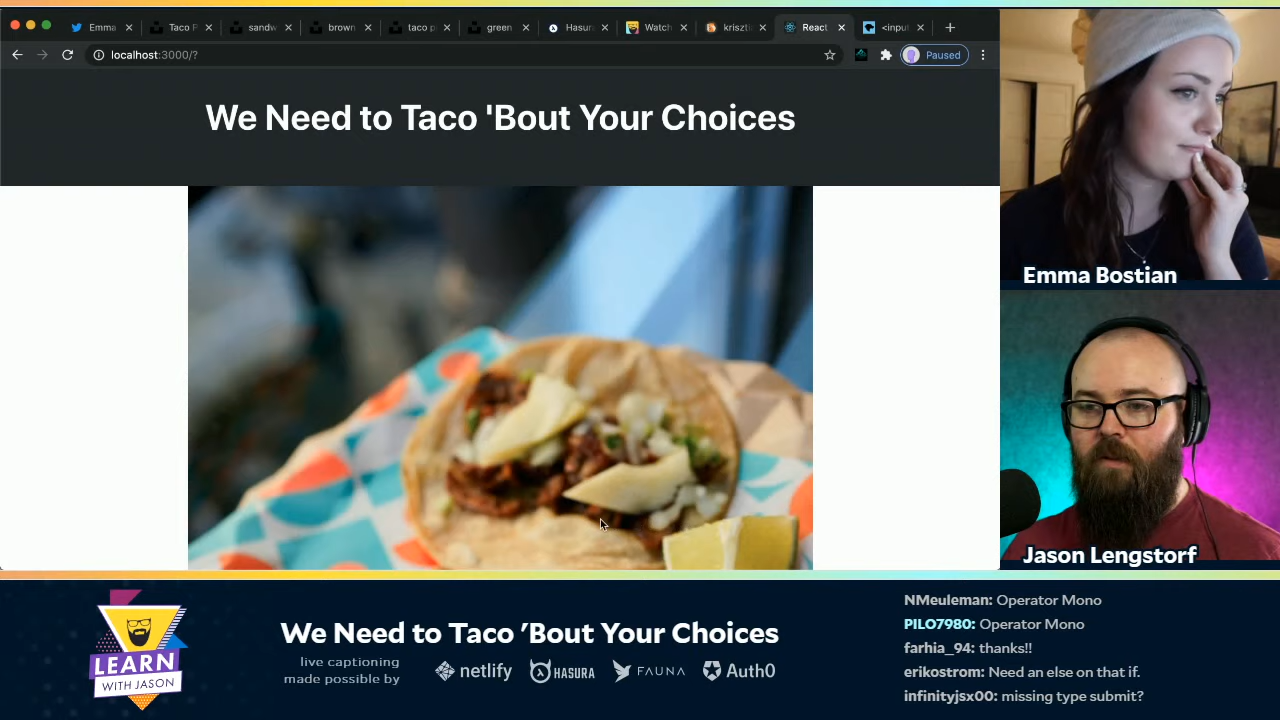 Emma
Taco P
sandw
brown
taco p
green
Hasura
Watch
kriszti
React
<input
localhost:3000/?
Paused
We Need to Taco 'Bout Your Choices
Emma Bostian
Jason Lengstorf
LEARN
WITH JASON
We Need to Taco 'Bout Your Choices
live captioning
made possible by
netlify
HASURA
FAUNA
Auth0
NMeuleman: Operator Mono
PILO7980: Operator Mono
farhia_94: thanks!!
erikostrom: Need an else on that if.
infinityjsx00: missing type submit?